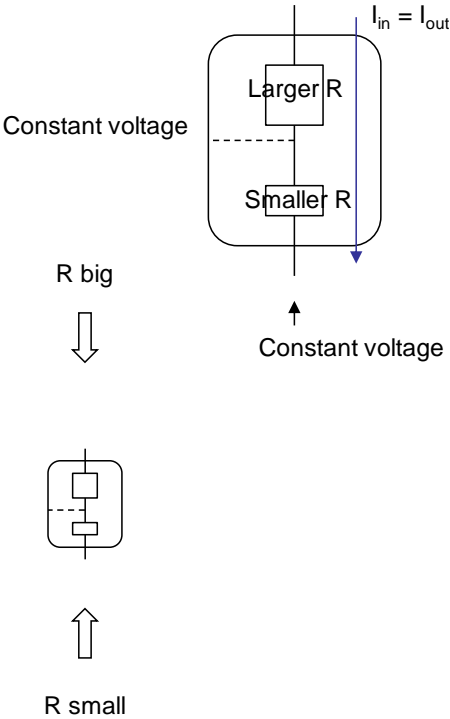 I_in = I_out
Larger R
Constant voltage
Smaller R
R big
Constant voltage
R small